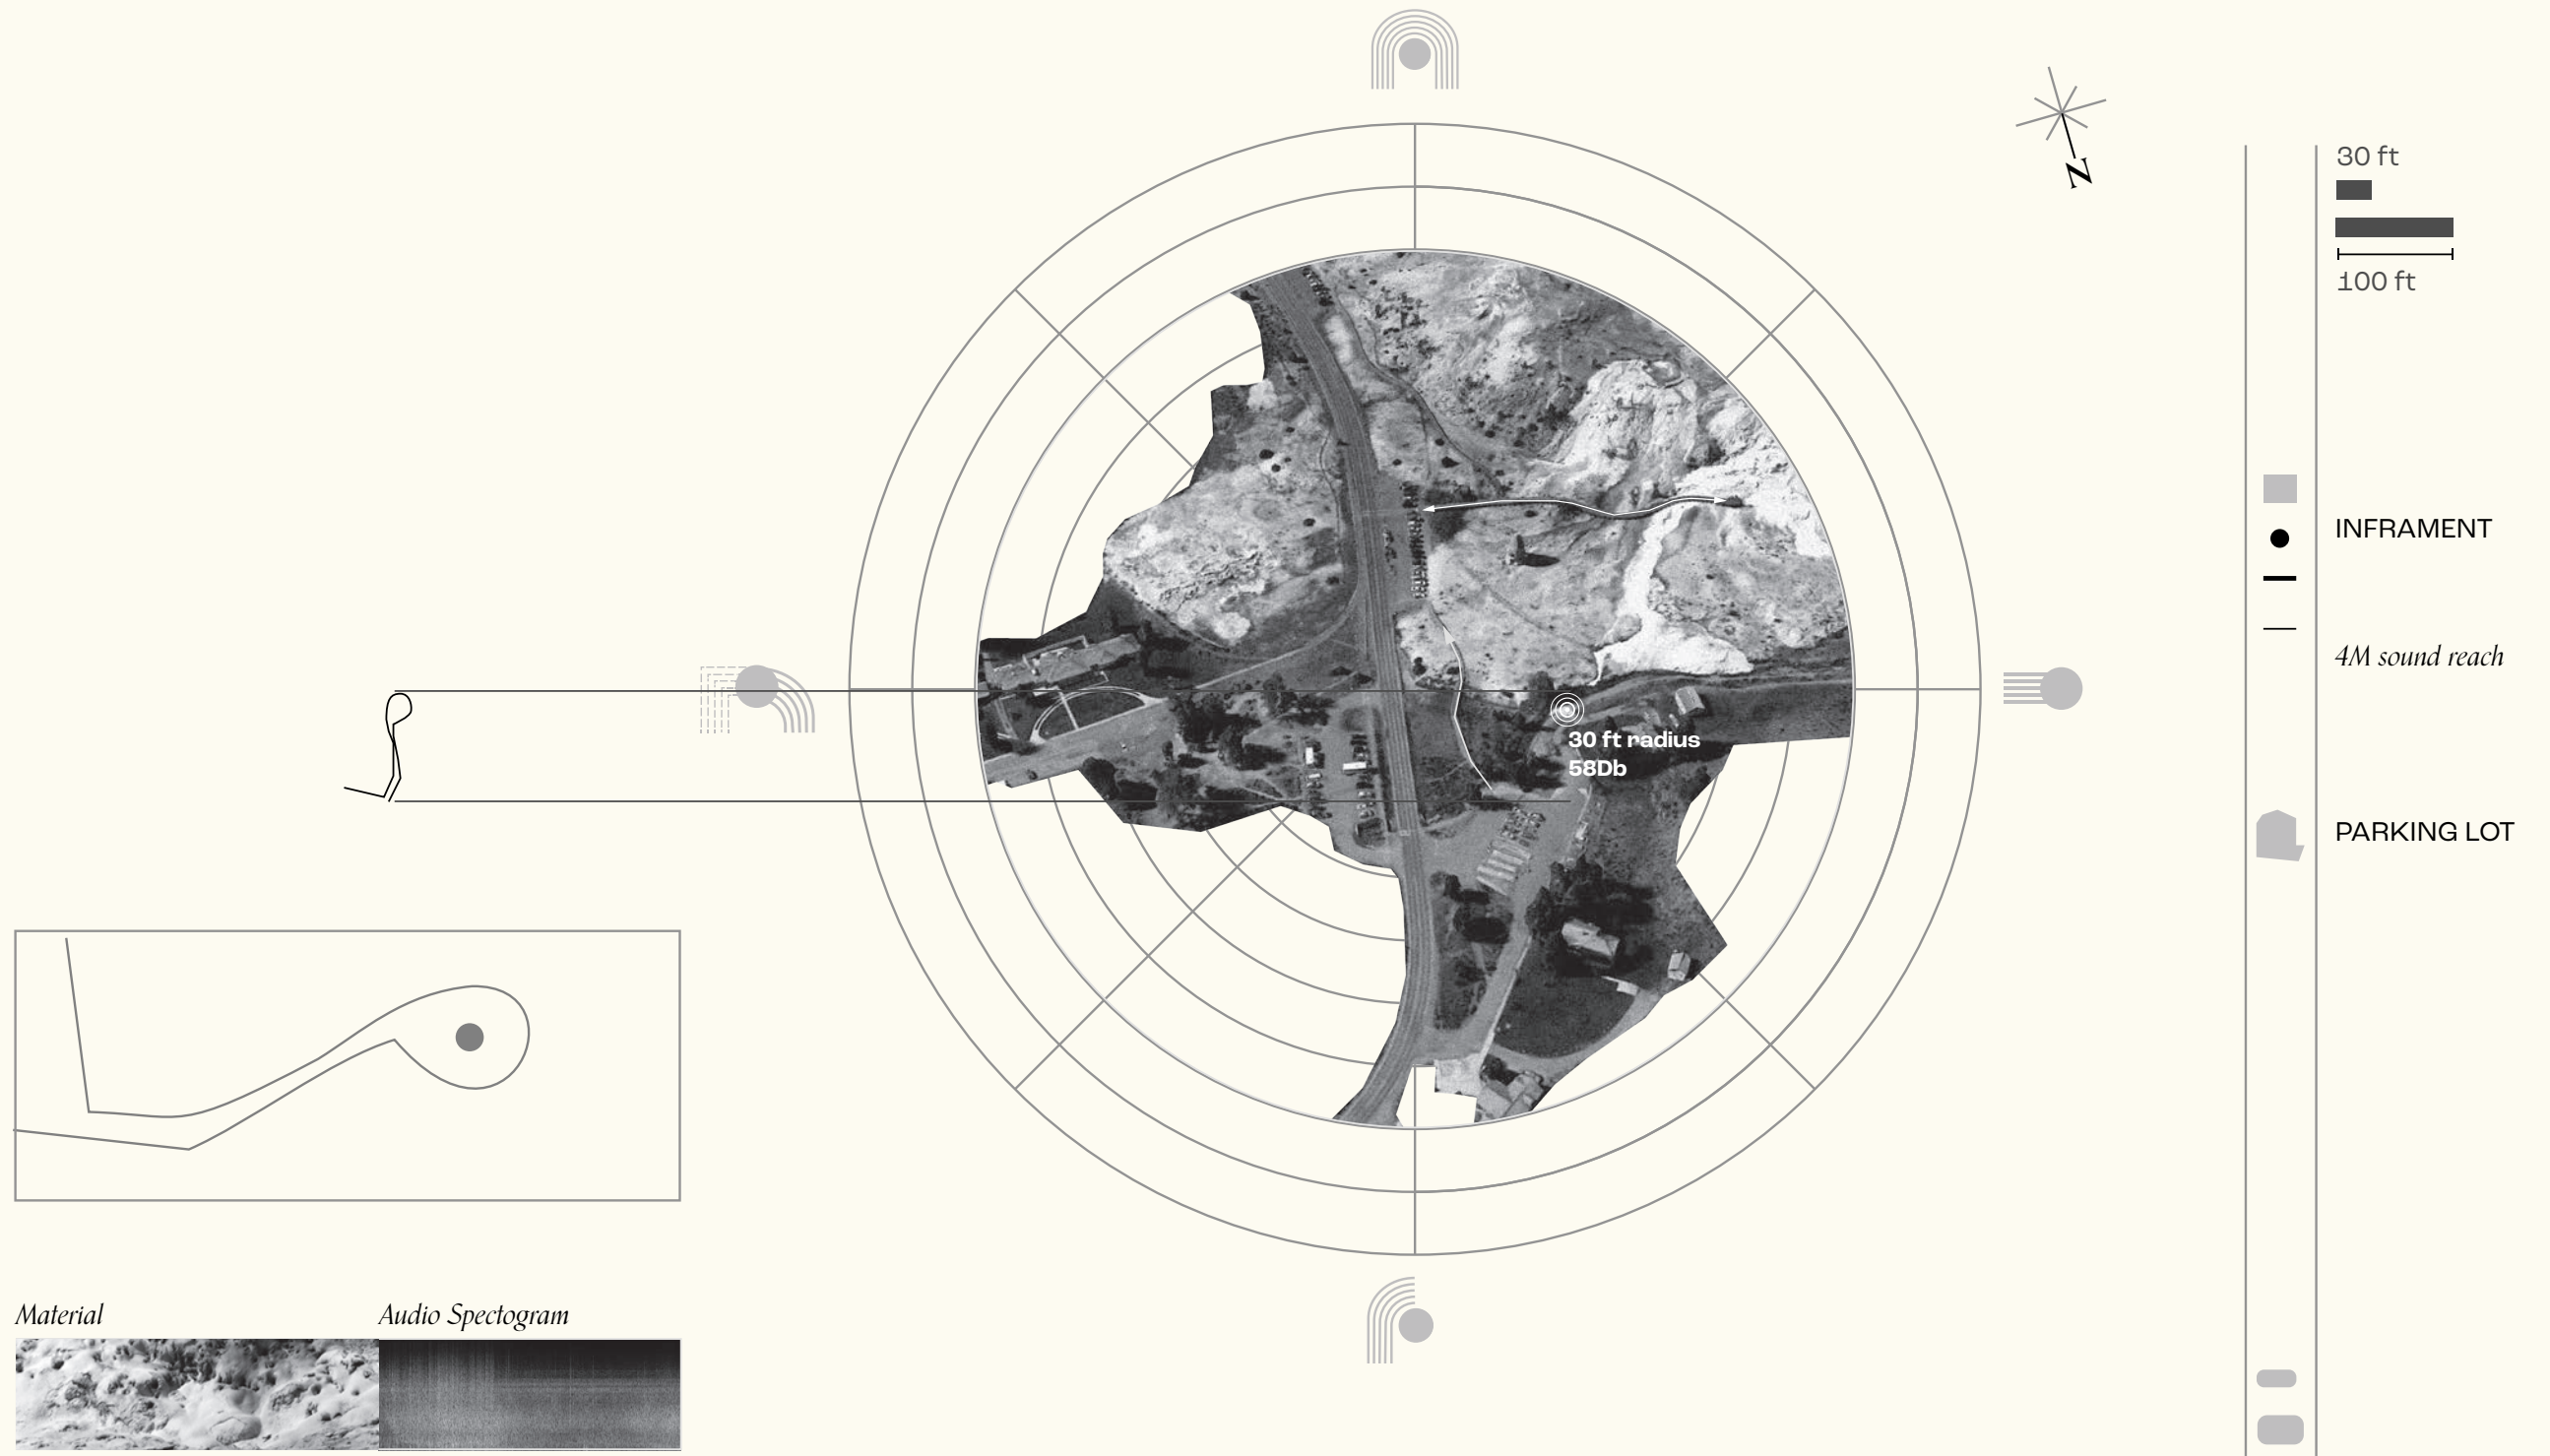 N
30 ft
100 ft
INFRAMENT
4M sound reach
30 ft radius
58Db
PARKING LOT
Material
Audio Spectogram